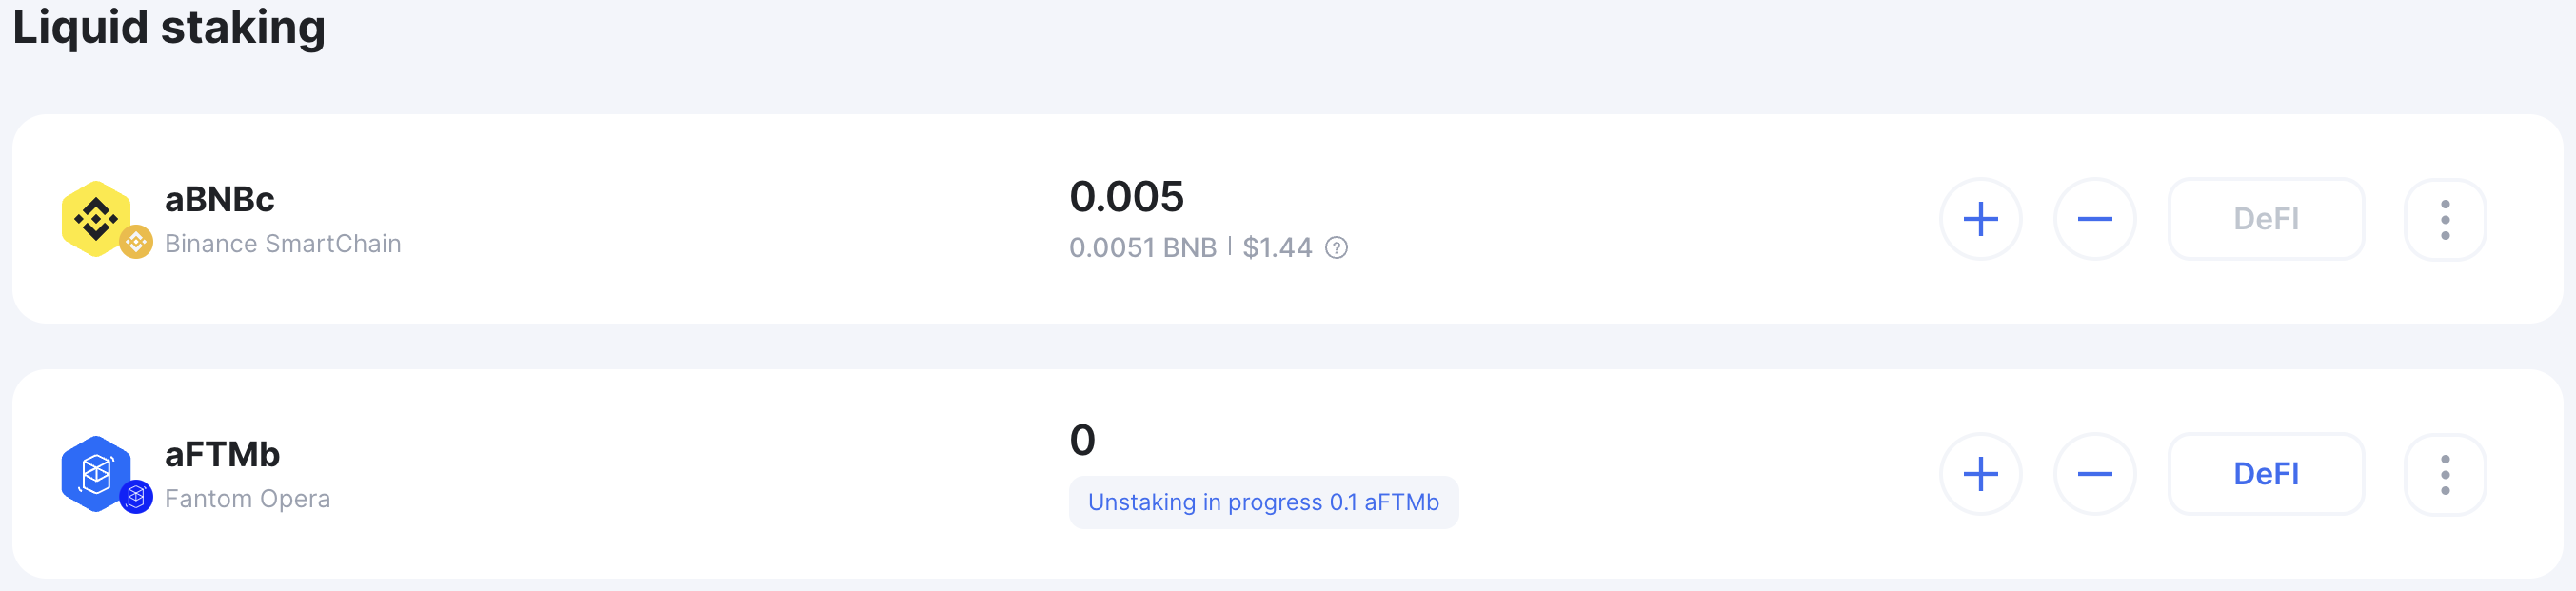 Liquid staking
aBNBc
Binance SmartChain
0.005
0.0051 BNB | $1.44 ?
DeFI
aFTMb
Fantom Opera
0
Unstaking in progress 0.1 aFTMb
DeFI